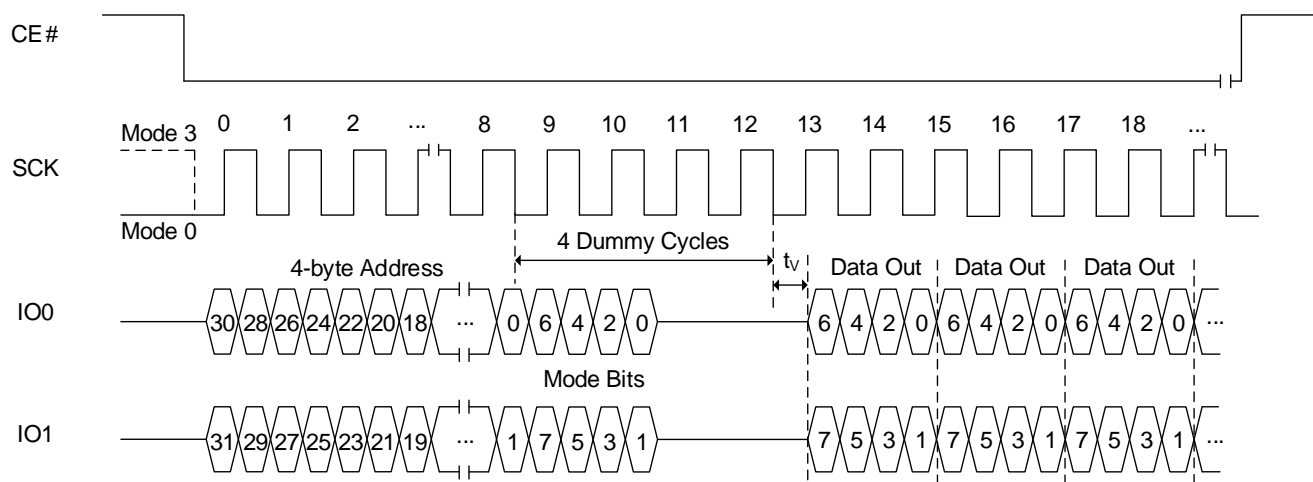 CE#
0 1 2 ... 8 9 10 11 12 13 14 15 16 17 18 ...
Mode 3
SCK
Mode 0
4 Dummy Cycles
4-byte Address
tV
Data Out Data Out Data Out
IO0
30 28 26 24 22 20 18 ... 0 6 4 2 0 6 4 2 0 6 4 2 0 6 4 2 0 ...
Mode Bits
IO1
31 29 27 25 23 21 19 ... 1 7 5 3 1 7 5 3 1 7 5 3 1 7 5 3 1 ...